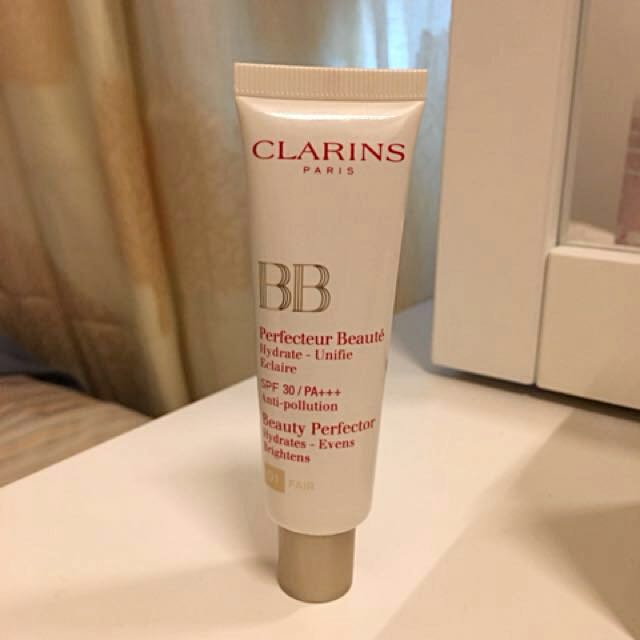 CLARINS
PARIS
BB
Perfecteur Beauté
Hydrate - Unifie
Eclaire
SPF 30/PA+++
Anti-pollution
Beauty Perfector
Hydrates - Evens
Brightens
01 FAIR